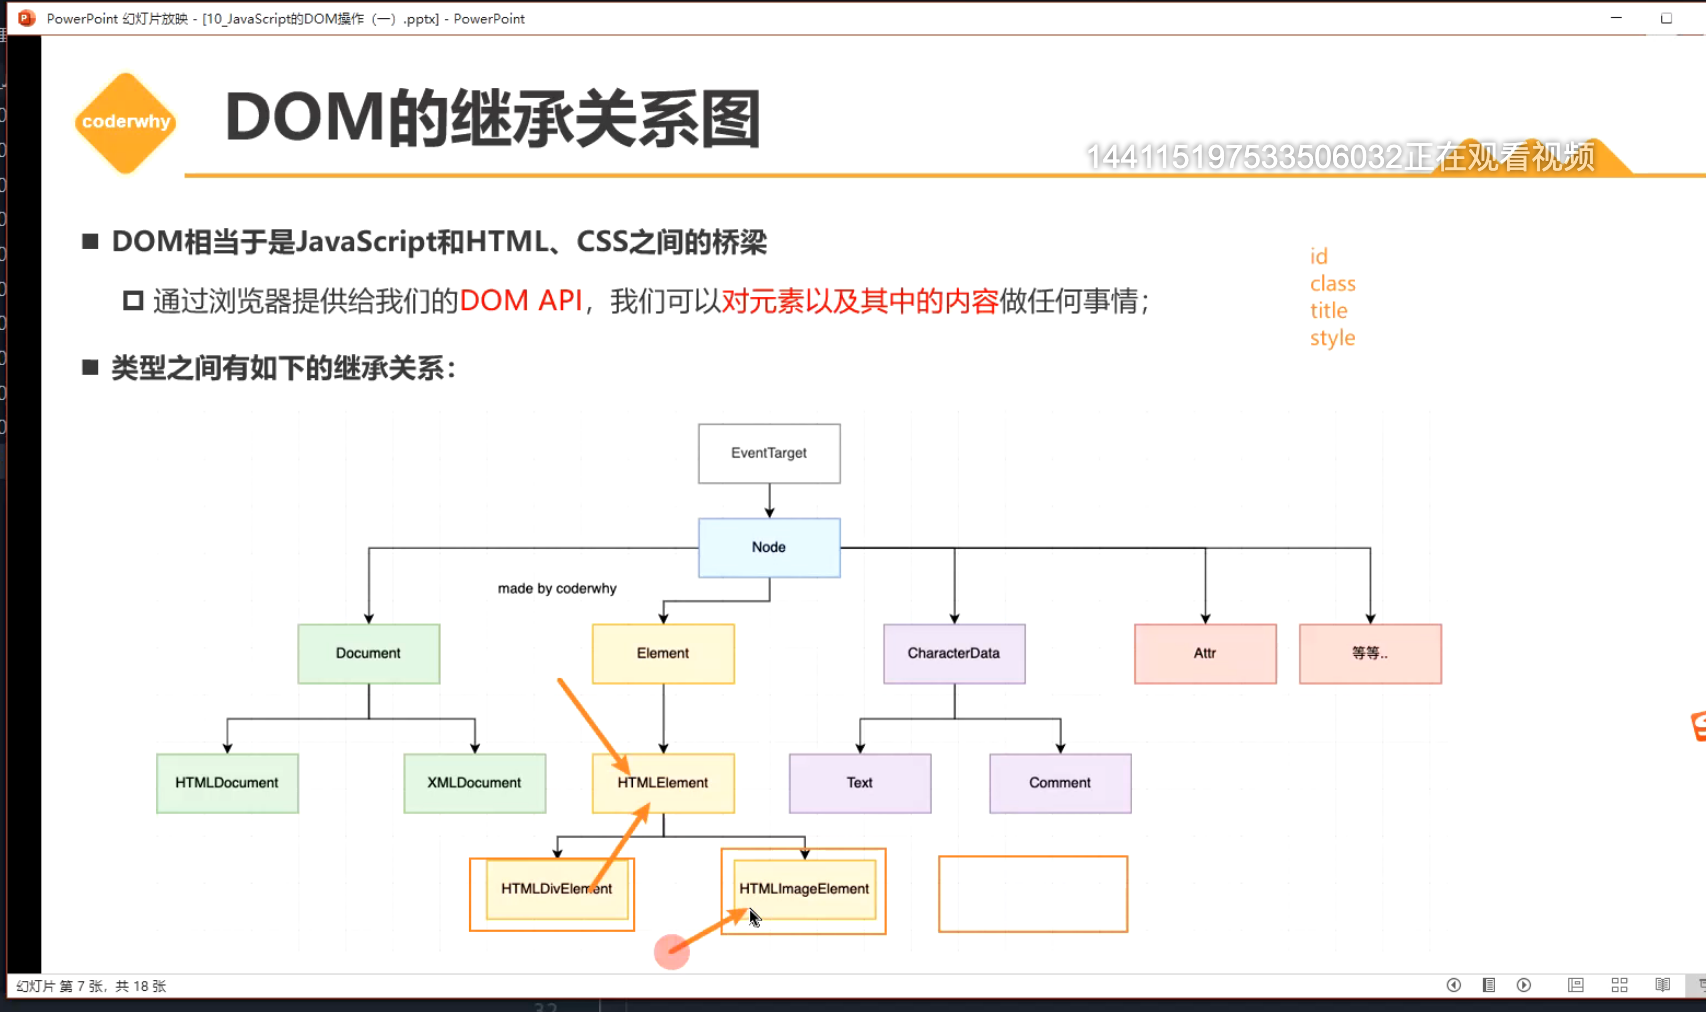 PowerPoint 幻灯片放映 - [10_JavaScript的DOM操作（一）.pptx] - PowerPoint
coderwhy
DOM的继承关系图
144115197533506032正在观看视频
DOM相当于是JavaScript和HTML、CSS之间的桥梁
通过浏览器提供给我们的DOM API，我们可以对元素以及其中的内容做任何事情；
id
class
title
style
类型之间有如下的继承关系：
EventTarget
Node
made by coderwhy
Document
Element
CharacterData
Attr
等等..
HTMLDocument
XMLDocument
HTMLElement
Text
Comment
HTMLDivElement
HTMLImageElement
幻灯片 第 7 张，共 18 张